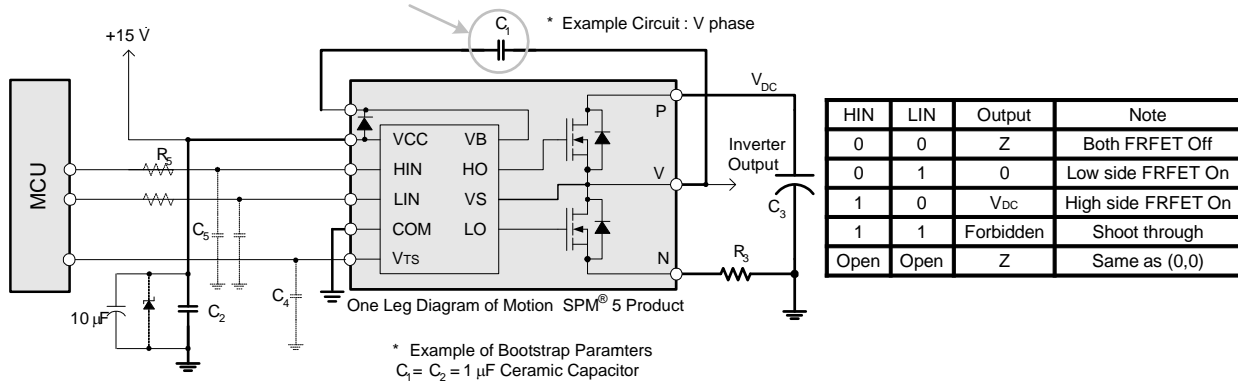 C1
* Example Circuit : V phase
+15 V
VDC
P
VCC
VB
R5
HIN
HO
Inverter
Output
V
LIN
VS
MCU
C5
COM
LO
C3
VTS
N
R3
C4
C2
10 µF
One Leg Diagram of Motion SPM® 5 Product
* Example of Bootstrap Paramters
C1= C2 = 1 µF Ceramic Capacitor
HIN LIN Output Note
0 0 Z Both FRFET Off
0 1 0 Low side FRFET On
1 0 VDC High side FRFET On
1 1 Forbidden Shoot through
Open Open Z Same as (0,0)